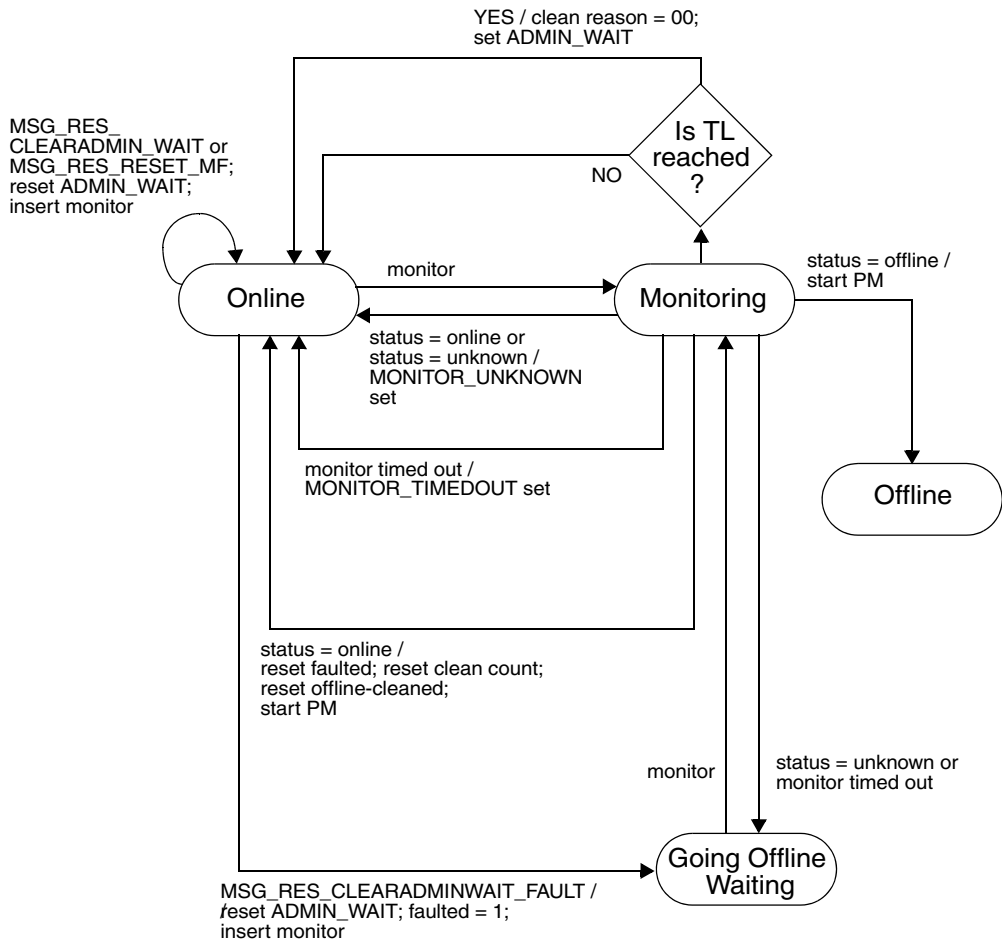 YES / clean reason = 00;
set ADMIN_WAIT
MSG_RES_
CLEARADMIN_WAIT or
MSG_RES_RESET_MF;
reset ADMIN_WAIT;
insert monitor
Is TL
reached
?
NO
Online
monitor
Monitoring
status = offline /
start PM
status = online or
status = unknown /
MONITOR_UNKNOWN
set
monitor timed out /
MONITOR_TIMEDOUT set
Offline
status = online /
reset faulted; reset clean count;
reset offline-cleaned;
start PM
monitor
status = unknown or
monitor timed out
Going Offline
Waiting
MSG_RES_CLEARADMINWAIT_FAULT /
reset ADMIN_WAIT; faulted = 1;
insert monitor